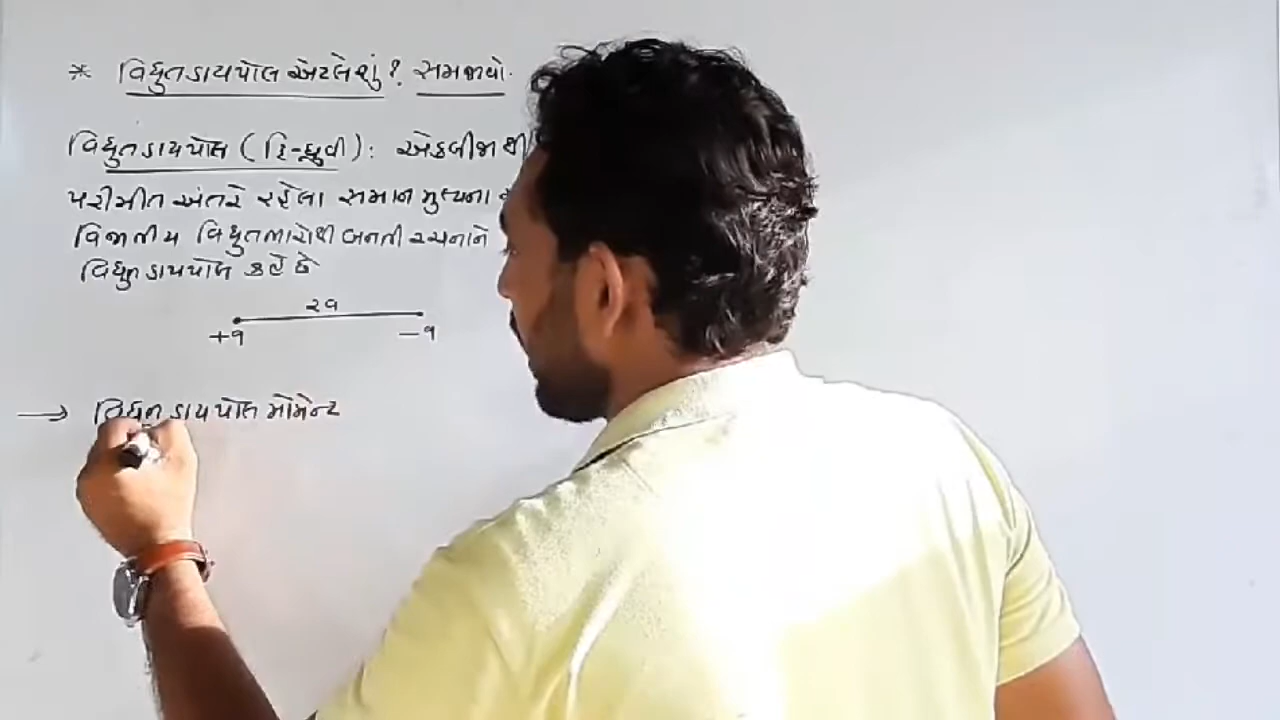 * વિદ્યુતડાયપોલ એટલેશું? સમજાવો.
વિદ્યુતડાયપોલ (દ્વિ-ધ્રુવી): એકબીજાથી
પરીમીત અંતરે રહેલા સમાન મુલ્યના
વિજાતીય વિદ્યુતભારોથી બનતી રચનાને
વિદ્યુતડાયપોલ કહે છે
2a
+q -q
→ વિદ્યુત ડાયપોલ મોમેન્ટ